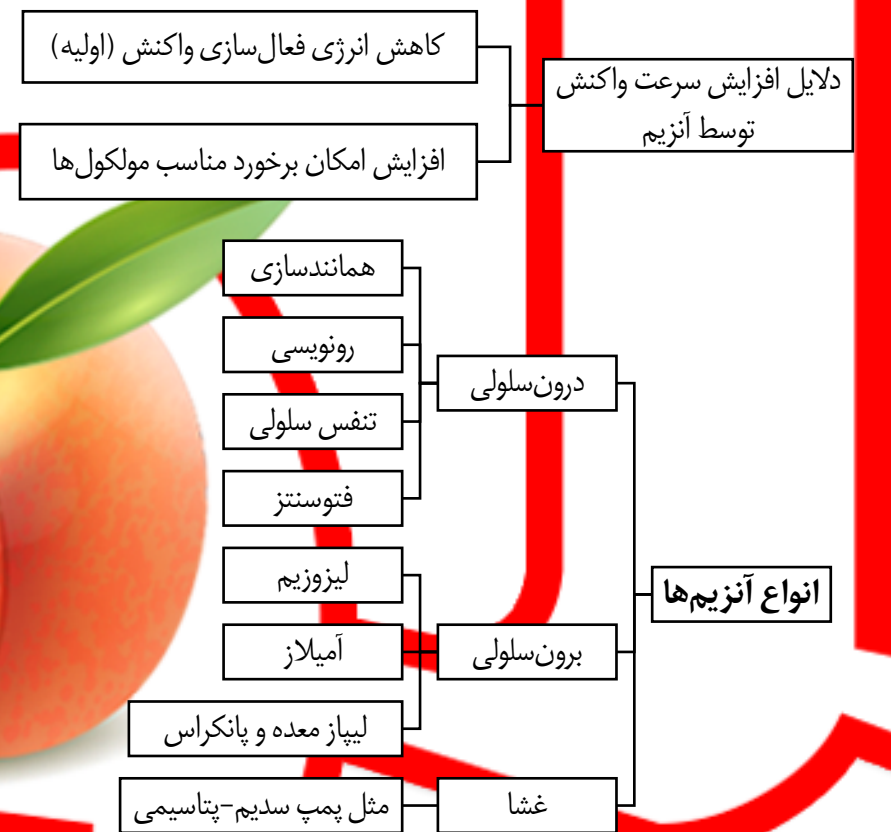 دلایل افزایش سرعت واکنش
توسط آنزیم
کاهش انرژی فعال‌سازی واکنش (اولیه)
افزایش امکان برخورد مناسب مولکول‌ها
انواع آنزیم‌ها
درون‌سلولی
همانندسازی
رونویسی
تنفس سلولی
فتوسنتز
برون‌سلولی
لیزوزیم
آمیلاز
لیپاز معده و پانکراس
غشا
مثل پمپ سدیم-پتاسیمی